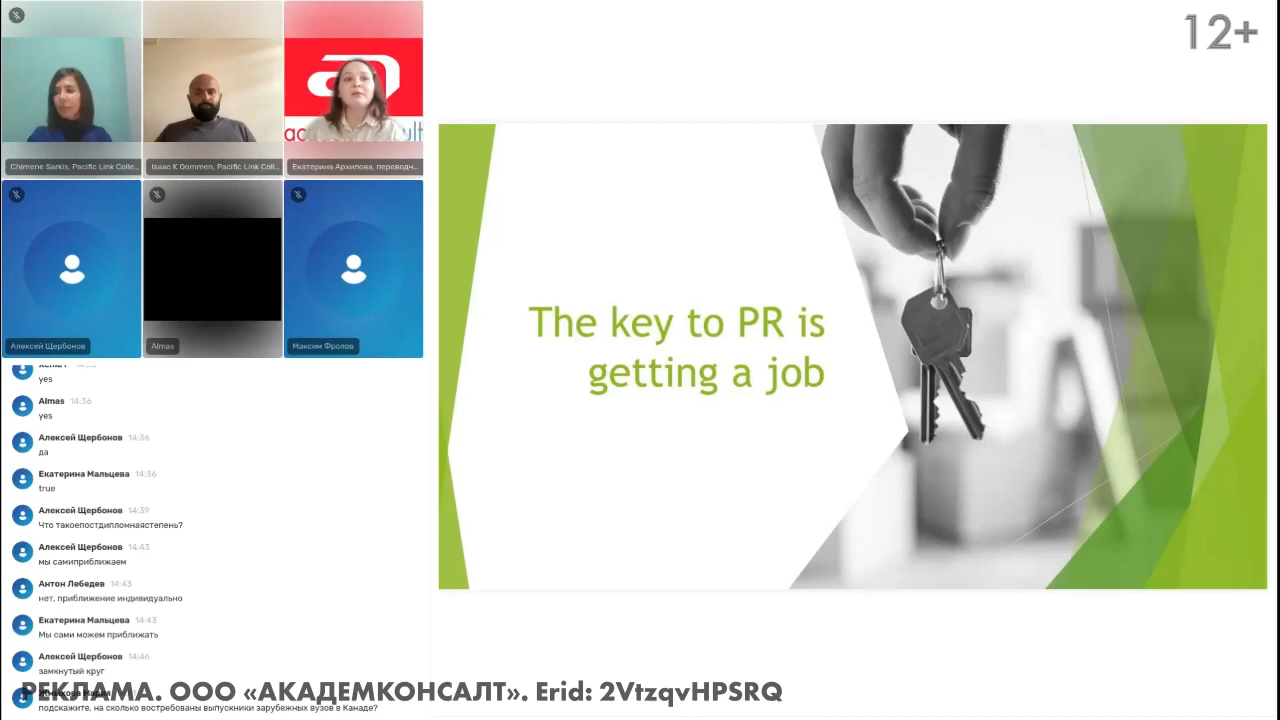 12+
Chimene Sarkis, Pacific Link Colle...
Isaac K Oommen, Pacific Link Coll...
Екатерина Архипова, переводч...
Алексей Щербонов
Almas
Максим Фролов
The key to PR is
getting a job
14:36
yes
Almas 14:36
yes
Алексей Щербонов 14:36
да
Екатерина Мальцева 14:36
true
Алексей Щербонов 14:39
Что такоепостдипломнаястепень?
Алексей Щербонов 14:43
мы самиприближаем
Антон Лебедев 14:43
нет, приближение индивидуально
Екатерина Мальцева 14:43
Мы сами можем приближать
Алексей Щербонов 14:46
замкнутый круг
РЕКЛАМА. ООО «АКАДЕМКОНСАЛТ». Erid: 2VtzqvHPSRQ
подскажите, на сколько востребованы выпускники зарубежных вузов в Канаде?